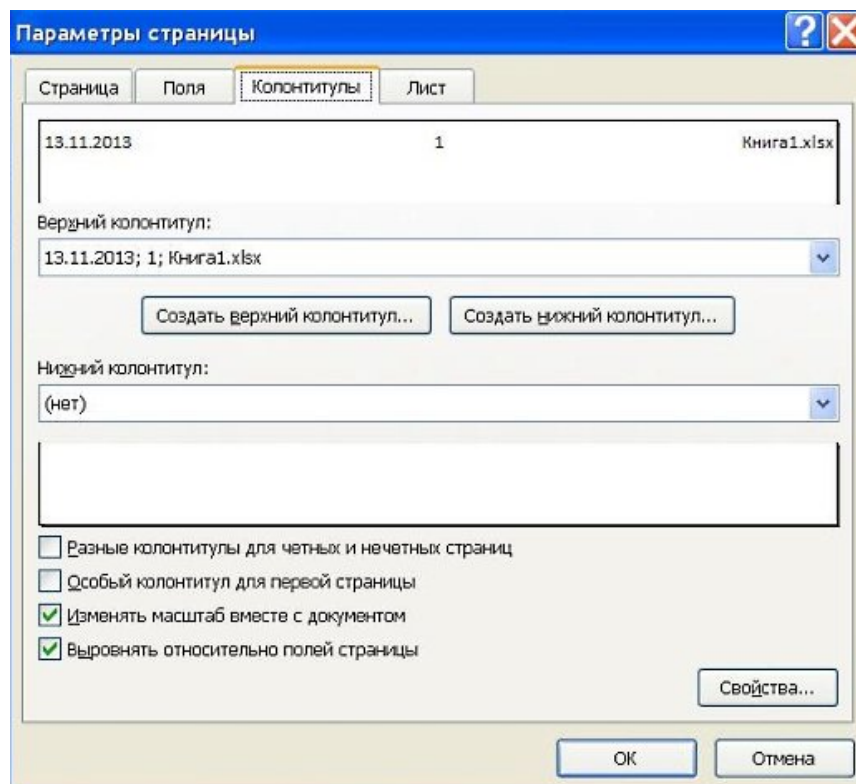 Параметры страницы
Страница Поля Колонтитулы Лист
13.11.2013 1 Книга1.xlsx
Верхний колонтитул:
13.11.2013; 1; Книга1.xlsx
Создать верхний колонтитул... Создать нижний колонтитул...
Нижний колонтитул:
(нет)
Разные колонтитулы для четных и нечетных страниц
Особый колонтитул для первой страницы
Изменять масштаб вместе с документом
Выровнять относительно полей страницы
Свойства...
ОК Отмена